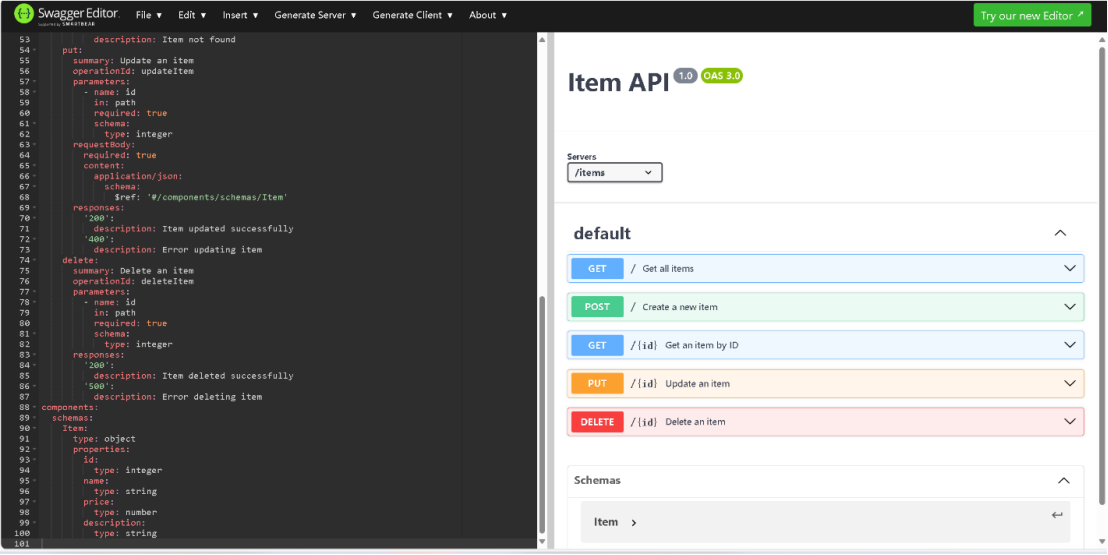 Swagger Editor.
Supported by SMARTBEAR
File ▾ Edit ▾ Insert ▾ Generate Server ▾ Generate Client ▾ About ▾
Try our new Editor ↗
53 description: Item not found
54 put:
55 summary: Update an item
56 operationId: updateItem
57 parameters:
58 - name: id
59 in: path
60 required: true
61 schema:
62 type: integer
63 requestBody:
64 required: true
65 content:
66 application/json:
67 schema:
68 $ref: '#/components/schemas/Item'
69 responses:
70 '200':
71 description: Item updated successfully
72 '400':
73 description: Error updating item
74 delete:
75 summary: Delete an item
76 operationId: deleteItem
77 parameters:
78 - name: id
79 in: path
80 required: true
81 schema:
82 type: integer
83 responses:
84 '200':
85 description: Item deleted successfully
86 '500':
87 description: Error deleting item
88 components:
89 schemas:
90 Item:
91 type: object
92 properties:
93 id:
94 type: integer
95 name:
96 type: string
97 price:
98 type: number
99 description:
100 type: string
101
Item API 1.0 OAS 3.0
Servers
/items
default
GET / Get all items
POST / Create a new item
GET /{id} Get an item by ID
PUT /{id} Update an item
DELETE /{id} Delete an item
Schemas
Item